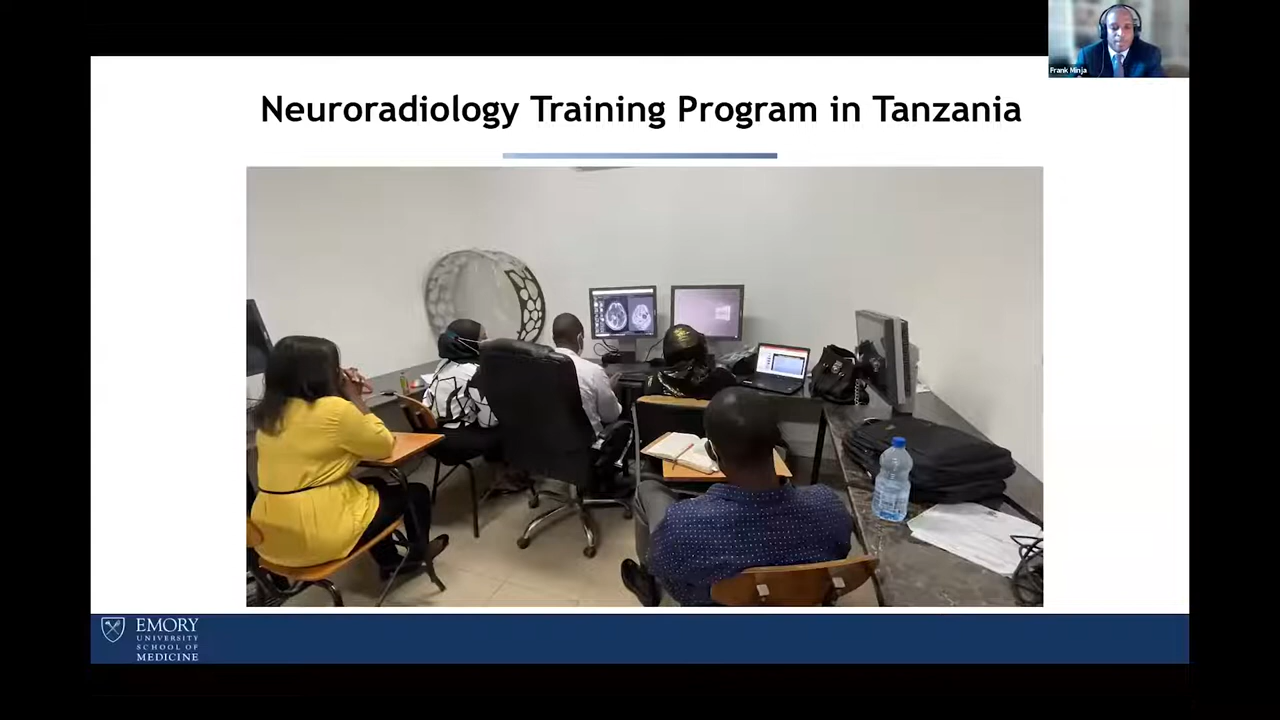 Frank Minja
Neuroradiology Training Program in Tanzania
EMORY
UNIVERSITY
SCHOOL OF
MEDICINE